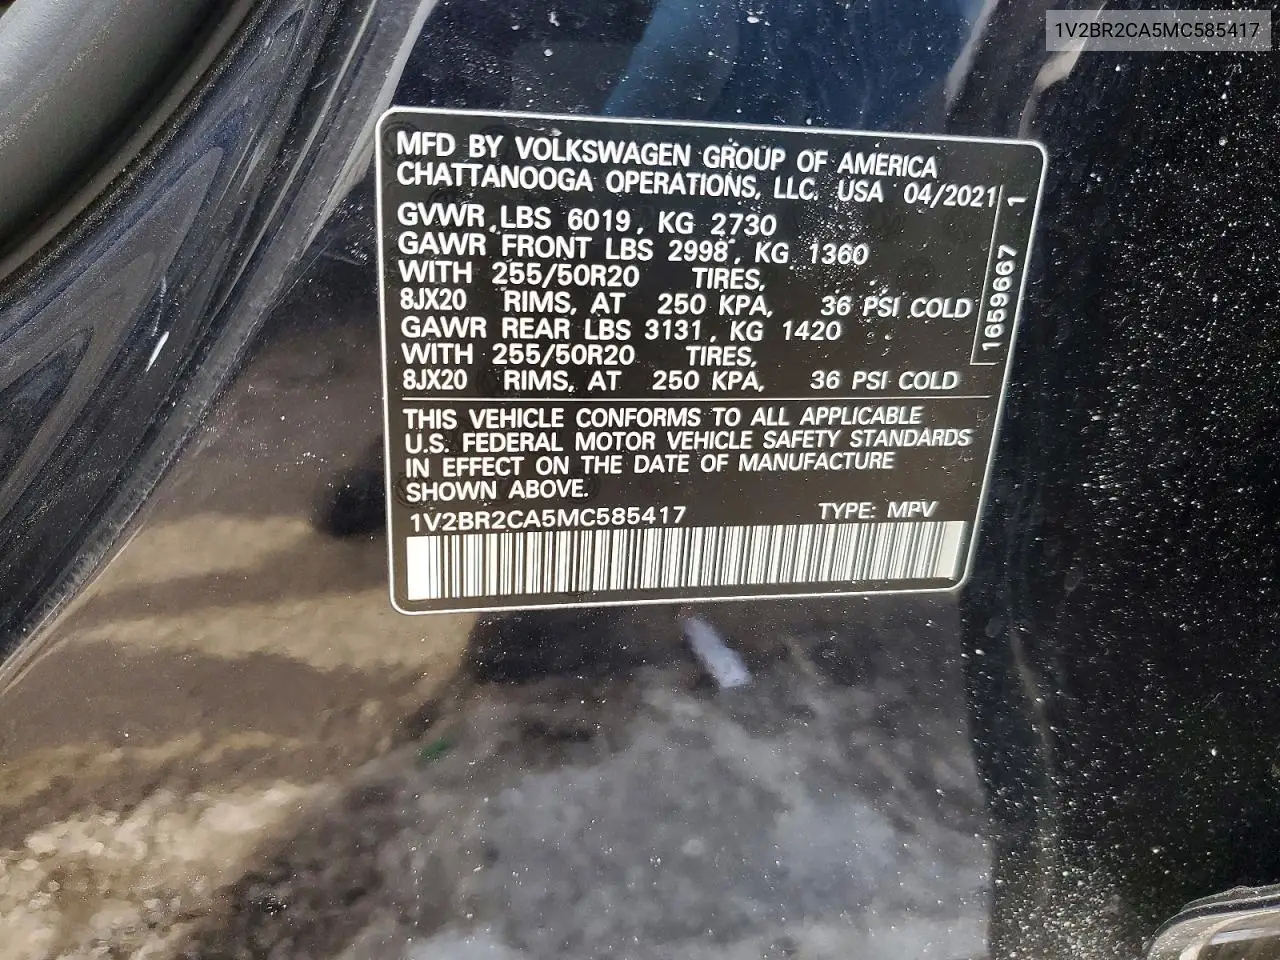 1V2BR2CA5MC585417
MFD BY VOLKSWAGEN GROUP OF AMERICA
CHATTANOOGA OPERATIONS, LLC. USA 04/2021
GVWR LBS 6019, KG 2730
GAWR FRONT LBS 2998, KG 1360
WITH 255/50R20 TIRES,
8JX20 RIMS, AT 250 KPA, 36 PSI COLD
GAWR REAR LBS 3131, KG 1420
WITH 255/50R20 TIRES,
8JX20 RIMS, AT 250 KPA, 36 PSI COLD
1659667 1
THIS VEHICLE CONFORMS TO ALL APPLICABLE
U.S. FEDERAL MOTOR VEHICLE SAFETY STANDARDS
IN EFFECT ON THE DATE OF MANUFACTURE
SHOWN ABOVE.
1V2BR2CA5MC585417 TYPE: MPV